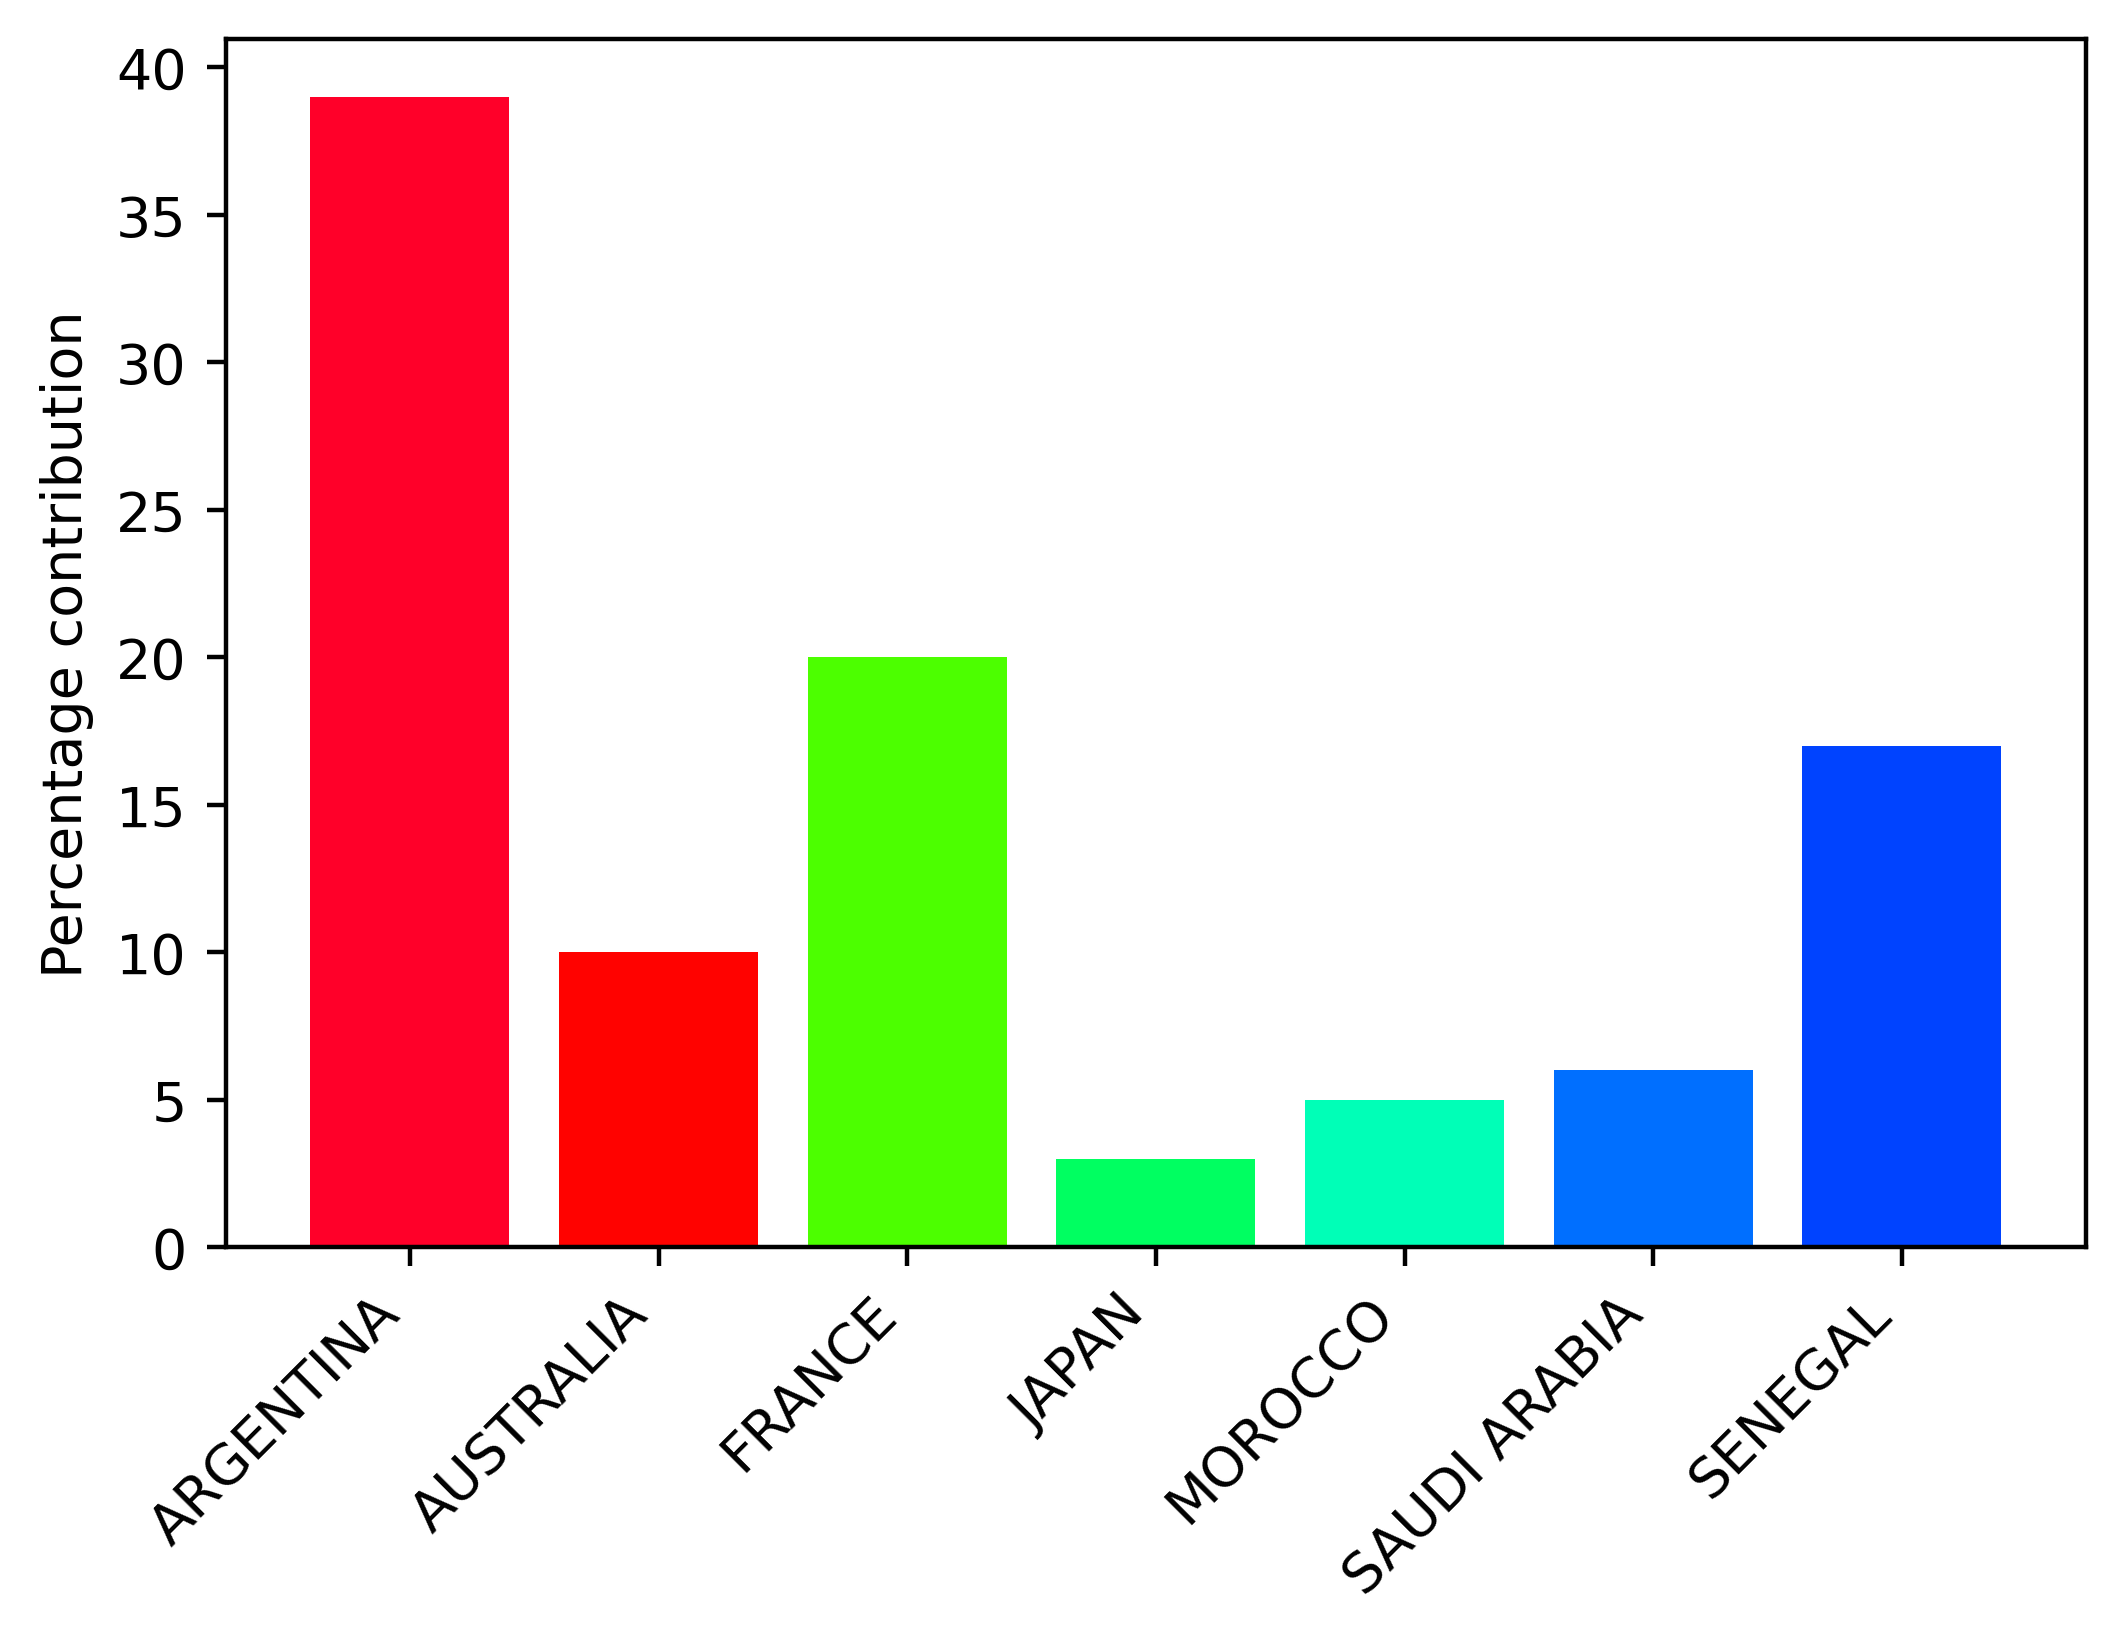 Percentage contribution
40
35
30
25
20
15
10
5
0
ARGENTINA
AUSTRALIA
FRANCE
JAPAN
MOROCCO
SAUDI ARABIA
SENEGAL